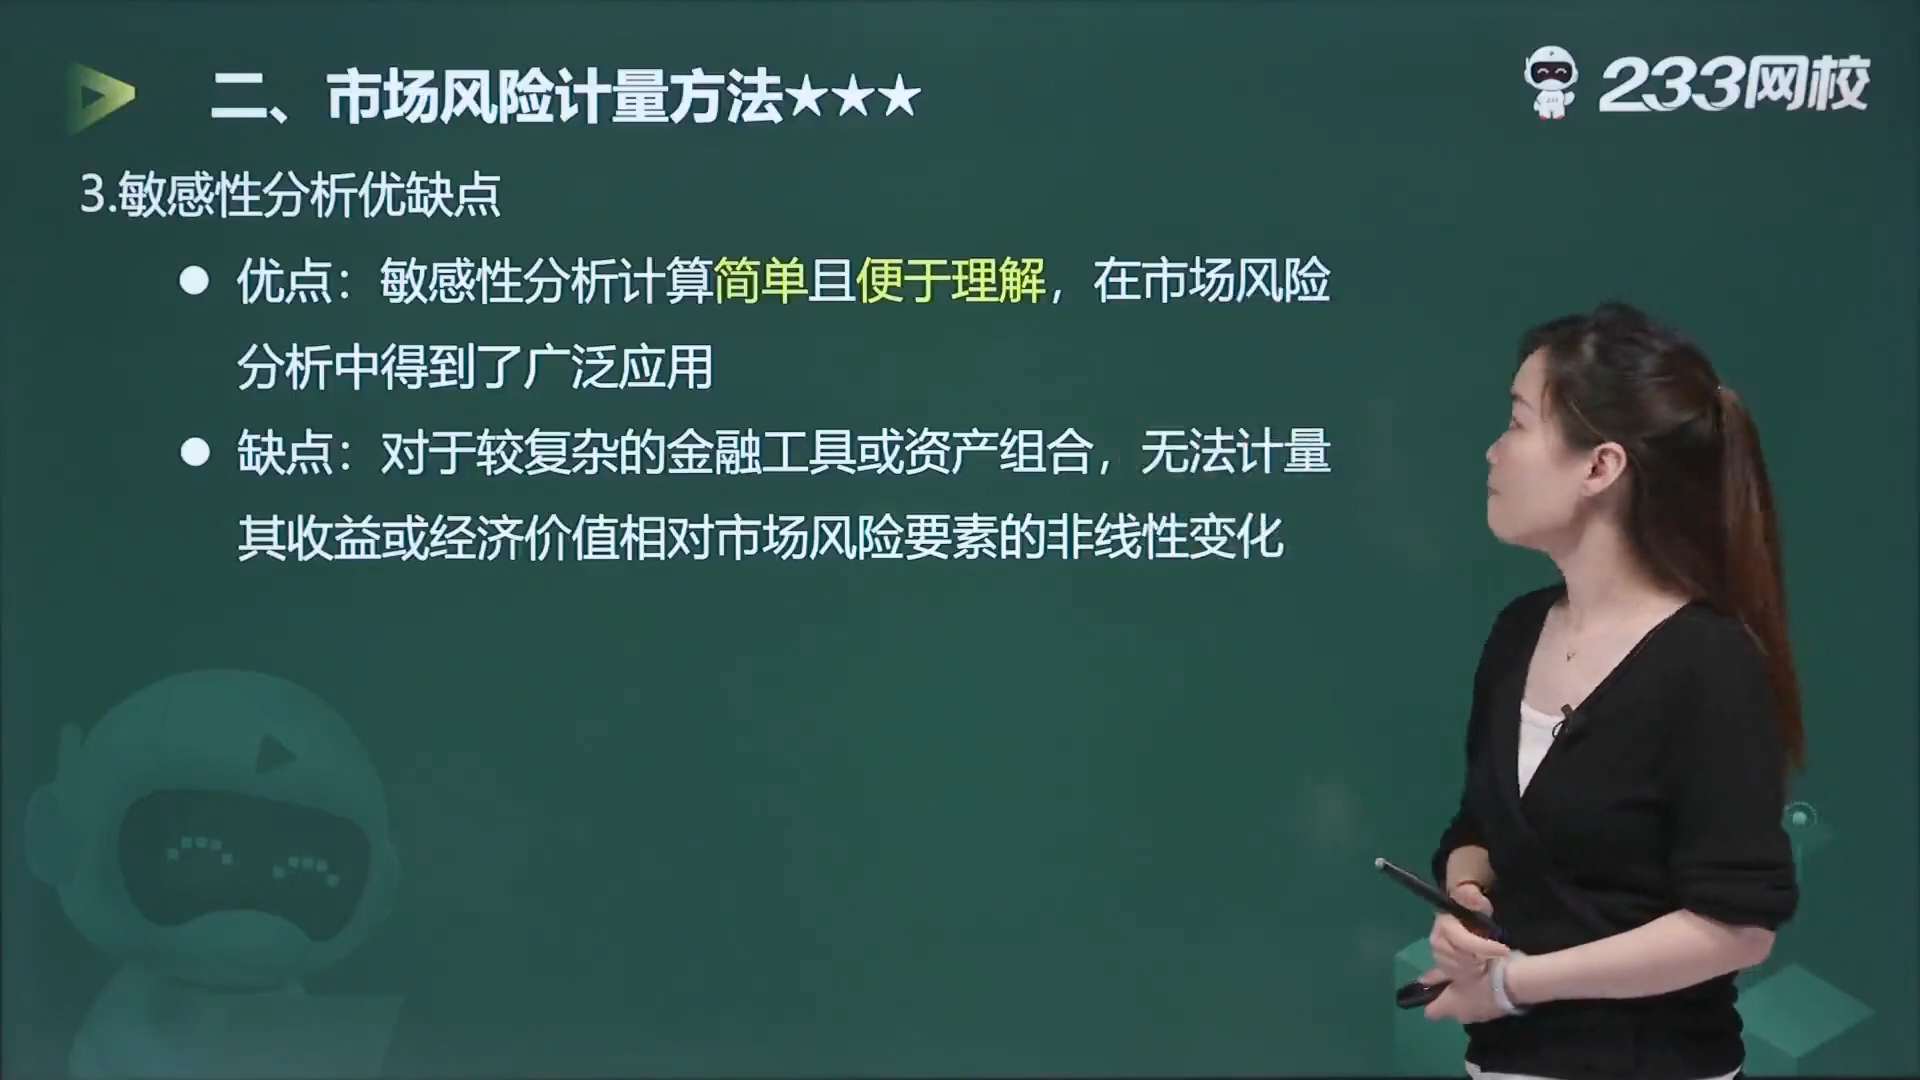 二、市场风险计量方法★★★
233网校
3.敏感性分析优缺点
● 优点：敏感性分析计算简单且便于理解，在市场风险
分析中得到了广泛应用
● 缺点：对于较复杂的金融工具或资产组合，无法计量
其收益或经济价值相对市场风险要素的非线性变化